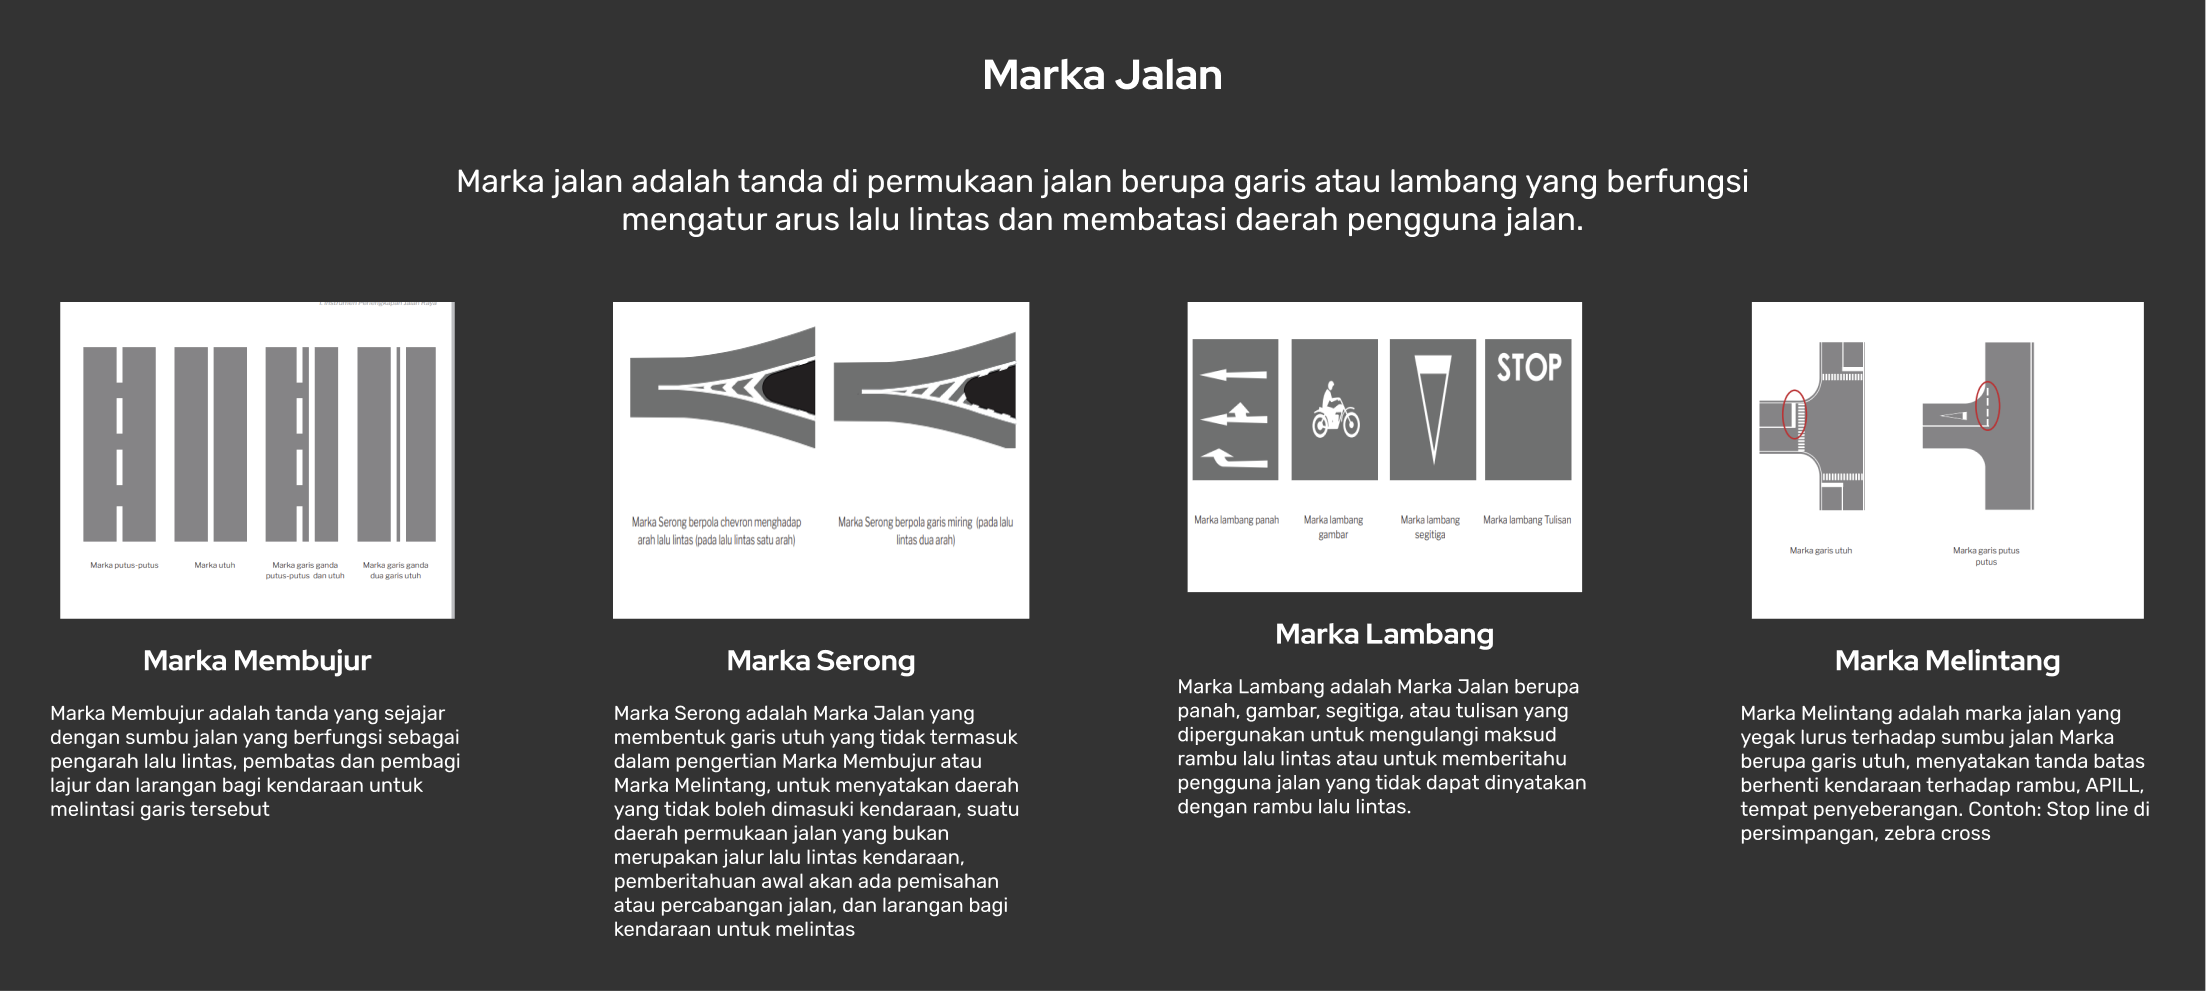 Marka Jalan
Marka jalan adalah tanda di permukaan jalan berupa garis atau lambang yang berfungsi
mengatur arus lalu lintas dan membatasi daerah pengguna jalan.
Marka putus-putus
Marka utuh
Marka garis ganda
putus-putus dan utuh
Marka garis ganda
dua garis utuh
Marka Membujur
Marka Membujur adalah tanda yang sejajar
dengan sumbu jalan yang berfungsi sebagai
pengarah lalu lintas, pembatas dan pembagi
lajur dan larangan bagi kendaraan untuk
melintasi garis tersebut
Marka Serong berpola chevron menghadap
arah lalu lintas (pada lalu lintas satu arah)
Marka Serong berpola garis miring (pada lalu
lintas dua arah)
Marka Serong
Marka Serong adalah Marka Jalan yang
membentuk garis utuh yang tidak termasuk
dalam pengertian Marka Membujur atau
Marka Melintang, untuk menyatakan daerah
yang tidak boleh dimasuki kendaraan, suatu
daerah permukaan jalan yang bukan
merupakan jalur lalu lintas kendaraan,
pemberitahuan awal akan ada pemisahan
atau percabangan jalan, dan larangan bagi
kendaraan untuk melintas
STOP
Marka lambang panah
Marka lambang
gambar
Marka lambang
segitiga
Marka lambang Tulisan
Marka Lambang
Marka Lambang adalah Marka Jalan berupa
panah, gambar, segitiga, atau tulisan yang
dipergunakan untuk mengulangi maksud
rambu lalu lintas atau untuk memberitahu
pengguna jalan yang tidak dapat dinyatakan
dengan rambu lalu lintas.
Marka garis utuh
Marka garis putus
putus
Marka Melintang
Marka Melintang adalah marka jalan yang
yegak lurus terhadap sumbu jalan Marka
berupa garis utuh, menyatakan tanda batas
berhenti kendaraan terhadap rambu, APILL,
tempat penyeberangan. Contoh: Stop line di
persimpangan, zebra cross